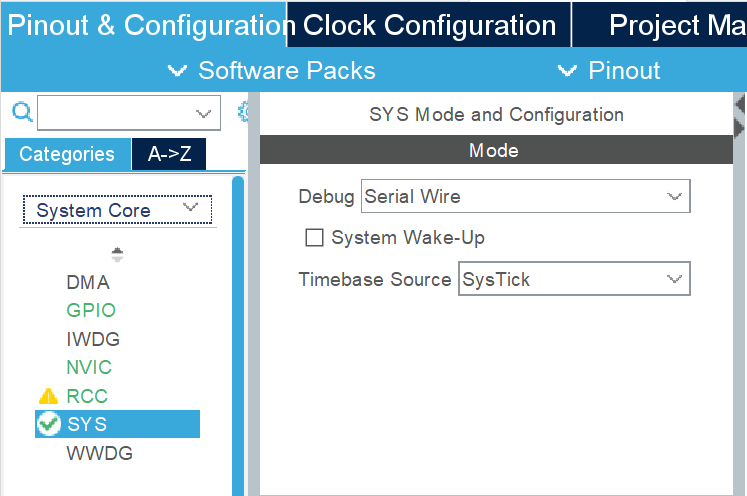 Pinout & Configuration Clock Configuration Project Ma
Software Packs Pinout
SYS Mode and Configuration
Mode
Categories A->Z
Debug Serial Wire
System Core
System Wake-Up
Timebase Source SysTick
DMA
GPIO
IWDG
NVIC
RCC
SYS
WWDG